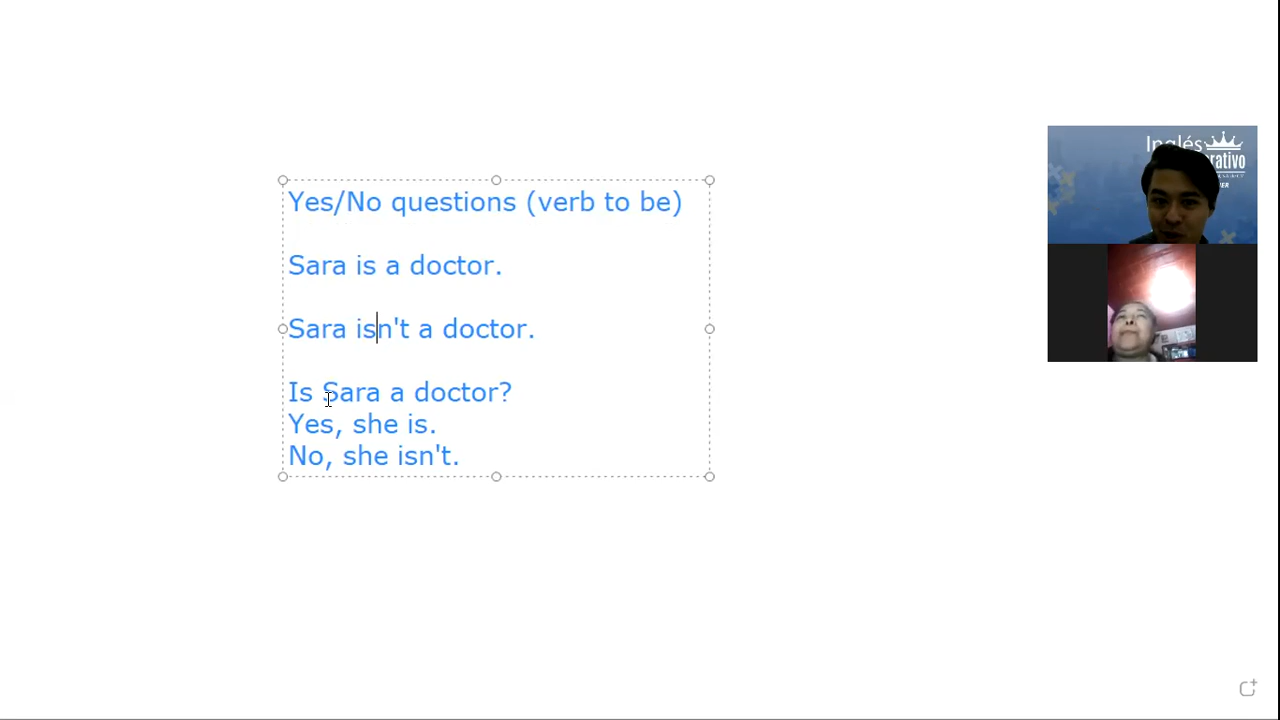 Yes/No questions (verb to be)
Sara is a doctor.
Sara isn't a doctor.
Is Sara a doctor?
Yes, she is.
No, she isn't.
Inglés